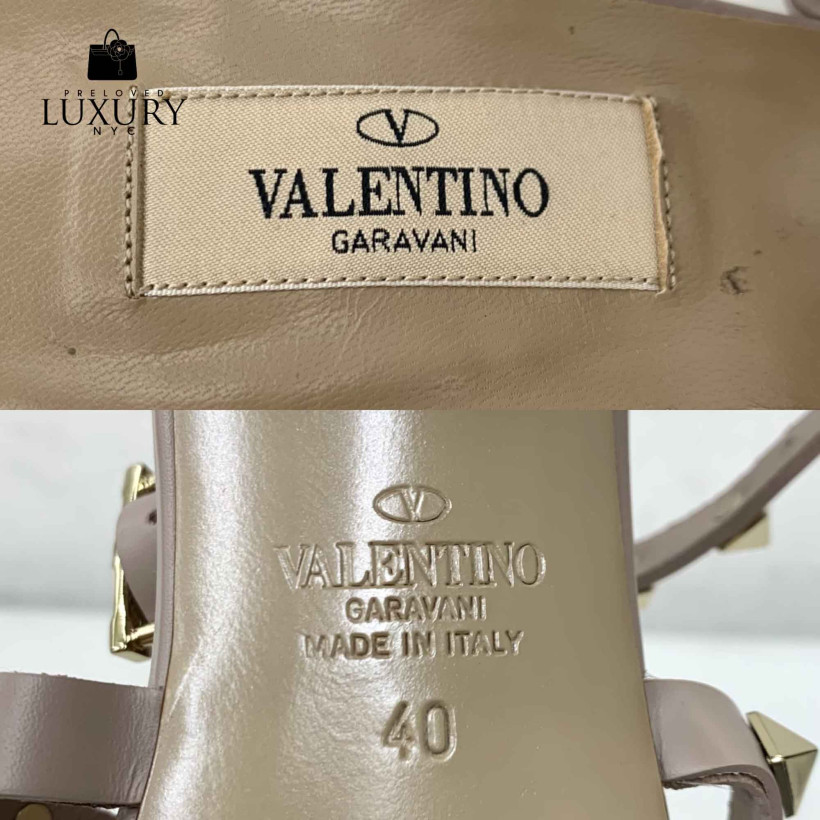 PRELOVED
LUXURY
NYC
V
VALENTINO
GARAVANI
V
VALENTINO
GARAVANI
MADE IN ITALY
40